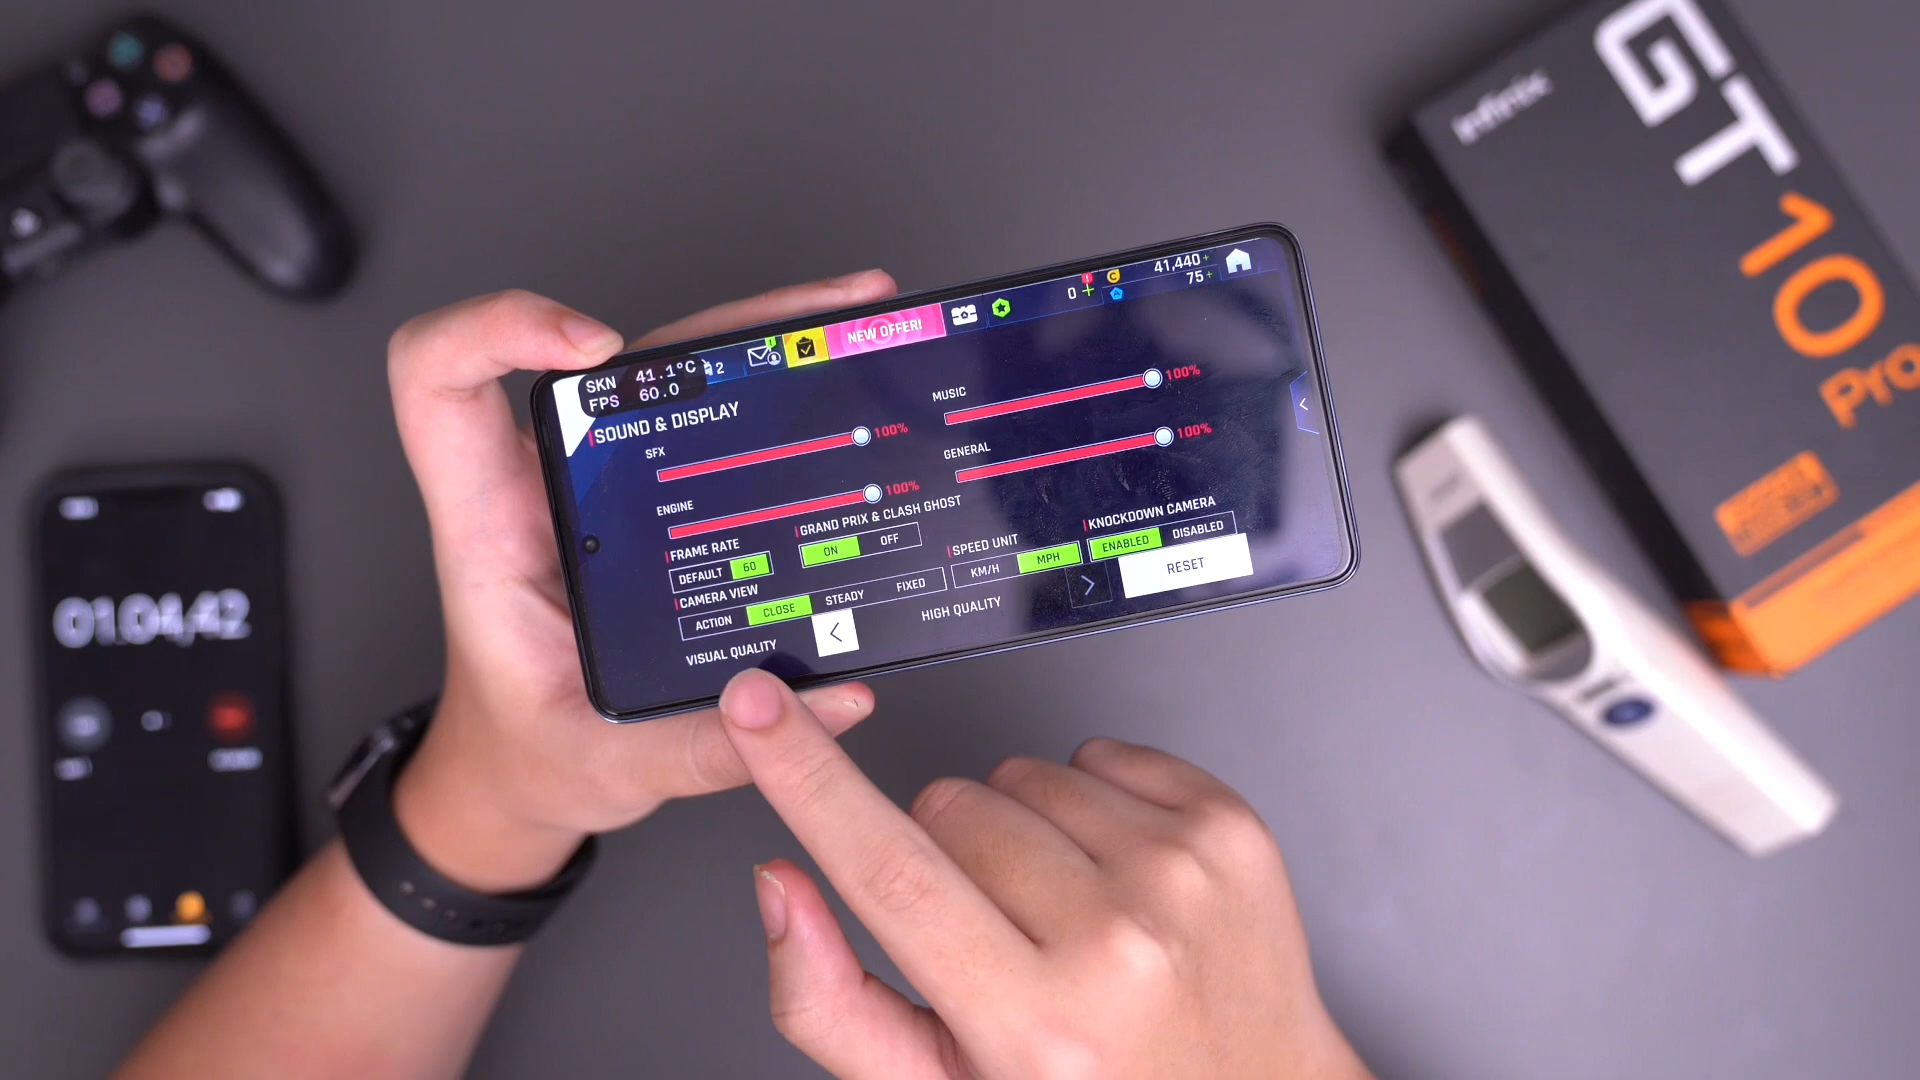 Infinix
GT
10
Pro
01:04,42
SKN 41.1°C
FPS 60.0
2
NEW OFFER!
0 +
41,440 +
75 +
SOUND & DISPLAY
SFX 100%
MUSIC 100%
ENGINE 100%
GENERAL 100%
FRAME RATE
DEFAULT 60
GRAND PRIX & CLASH GHOST
ON OFF
SPEED UNIT
KM/H MPH
KNOCKDOWN CAMERA
ENABLED DISABLED
CAMERA VIEW
ACTION CLOSE STEADY FIXED
RESET
VISUAL QUALITY < HIGH QUALITY >